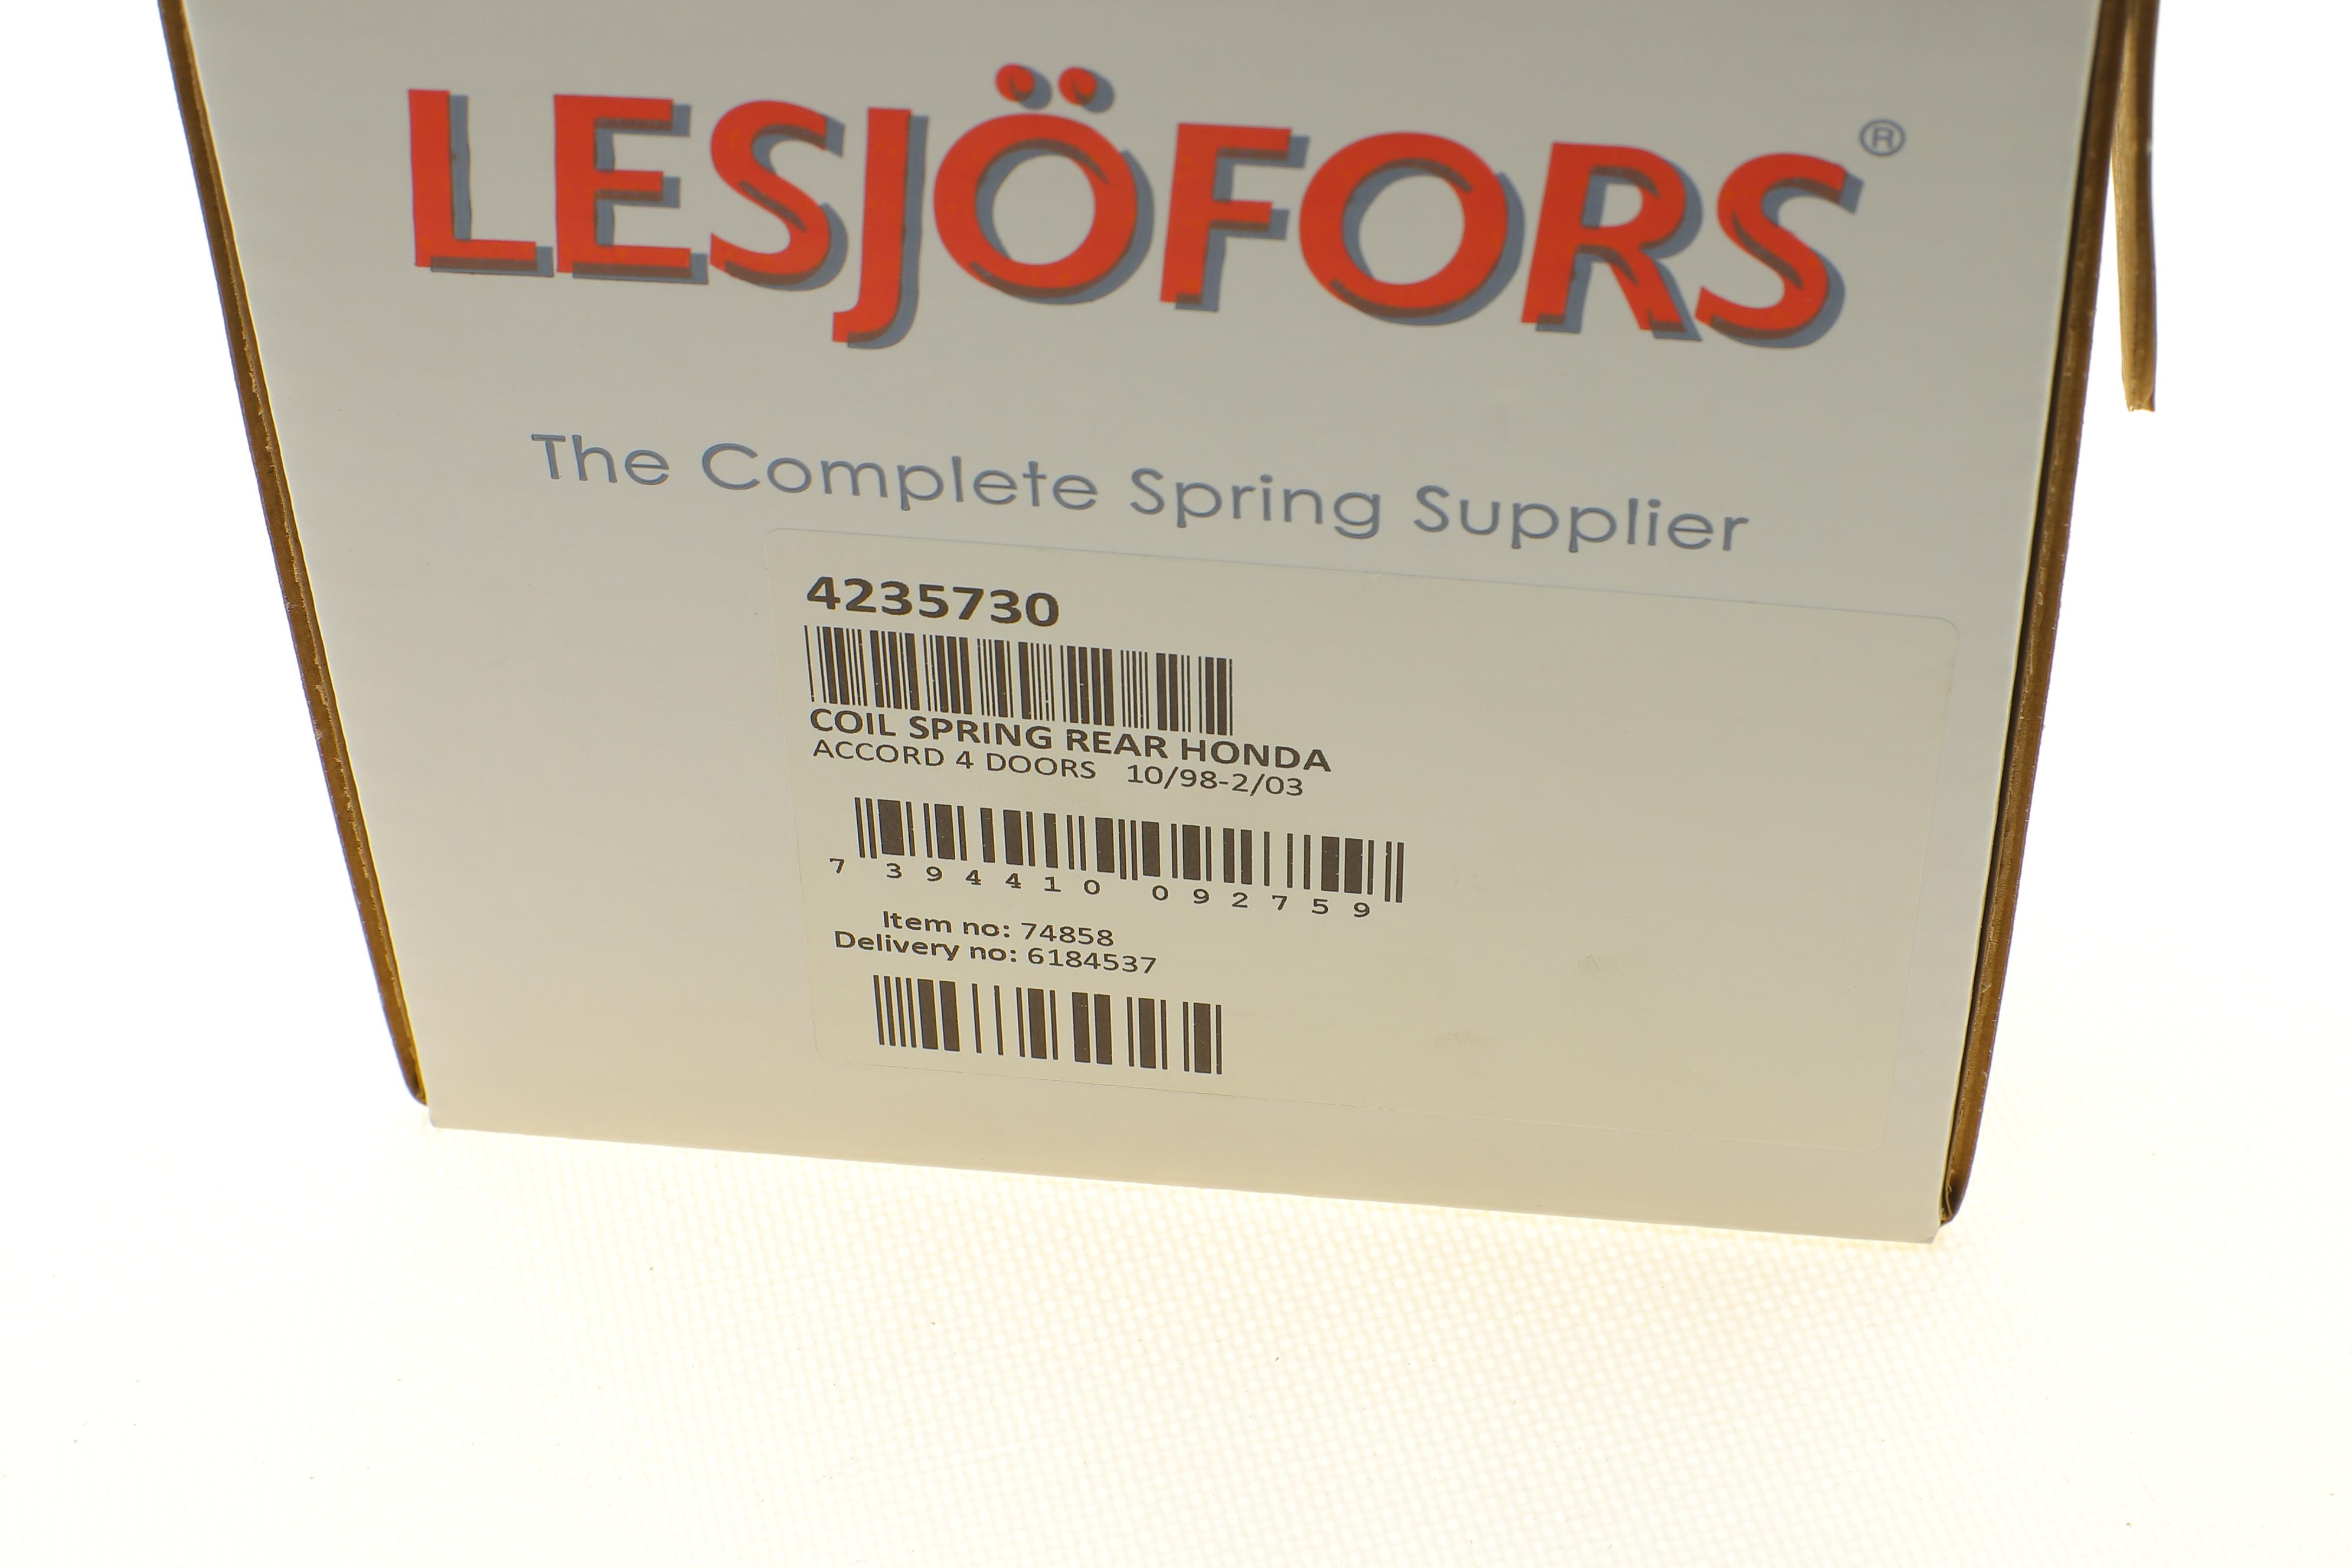 LESJÖFORS®
The Complete Spring Supplier
4235730
COIL SPRING REAR HONDA
ACCORD 4 DOORS 10/98-2/03
7 394410 092759
Item no: 74858
Delivery no: 6184537